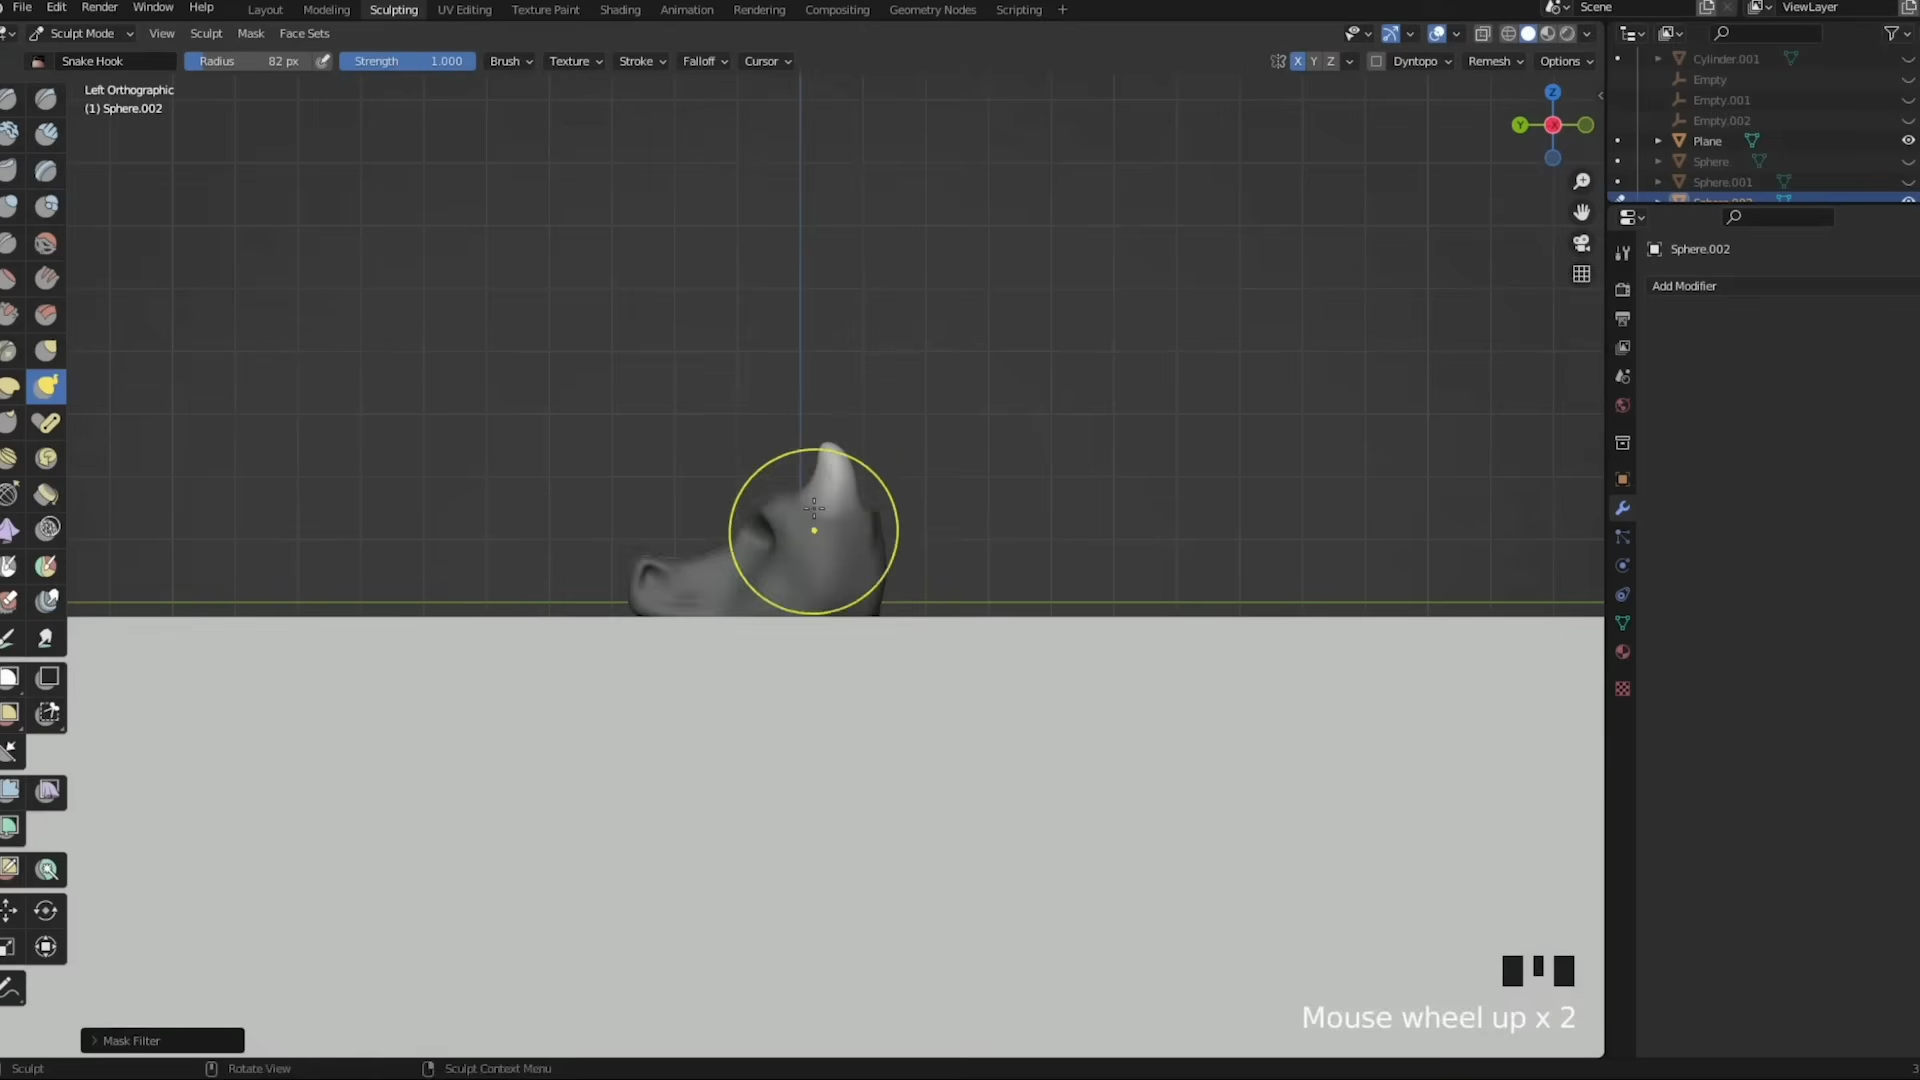 File Edit Render Window Help Layout Modeling Sculpting UV Editing Texture Paint Shading Animation Rendering Compositing Geometry Nodes Scripting + Scene ViewLayer
Sculpt Mode View Sculpt Mask Face Sets
Snake Hook Radius 82 px Strength 1.000 Brush Texture Stroke Falloff Cursor X Y Z Dyntopo Remesh Options
Left Orthographic
(1) Sphere.002
Z
Y
X
Cylinder.001
Empty
Empty.001
Empty.002
Plane
Sphere
Sphere.001
Sphere.002
Sphere.002
Add Modifier
Mouse wheel up x 2
Mask Filter
Sculpt Rotate View Sculpt Context Menu